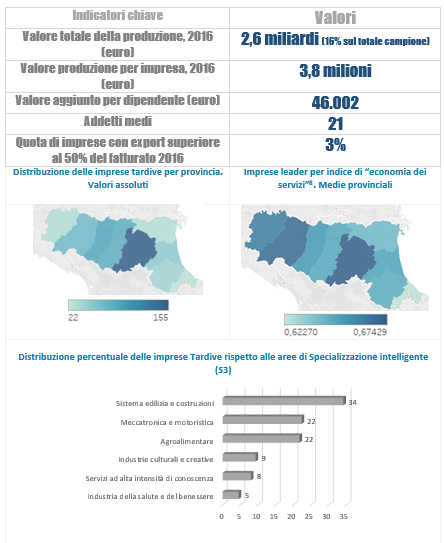 Indicatori chiave Valori
Valore totale della produzione, 2016 (euro) 2,6 miliardi (16% sul totale campione)
Valore produzione per impresa, 2016 (euro) 3,8 milioni
Valore aggiunto per dipendente (euro) 46.002
Addetti medi 21
Quota di imprese con export superiore al 50% del fatturato 2016 3%
Distribuzione delle imprese tardive per provincia.
Valori assoluti
22 155
Imprese leader per indice di “economia dei
servizi”⁸. Medie provinciali
0,62270 0,67429
Distribuzione percentuale delle imprese Tardive rispetto alle aree di Specializzazione intelligente
(S3)
Sistema edilizia e costruzioni 34
Meccatronica e motoristica 22
Agroalimentare 22
Industrie culturali e creative 9
Servizi ad alta intensità di conoscenza 8
Industria della salute e del benessere 5
0 5 10 15 20 25 30 35